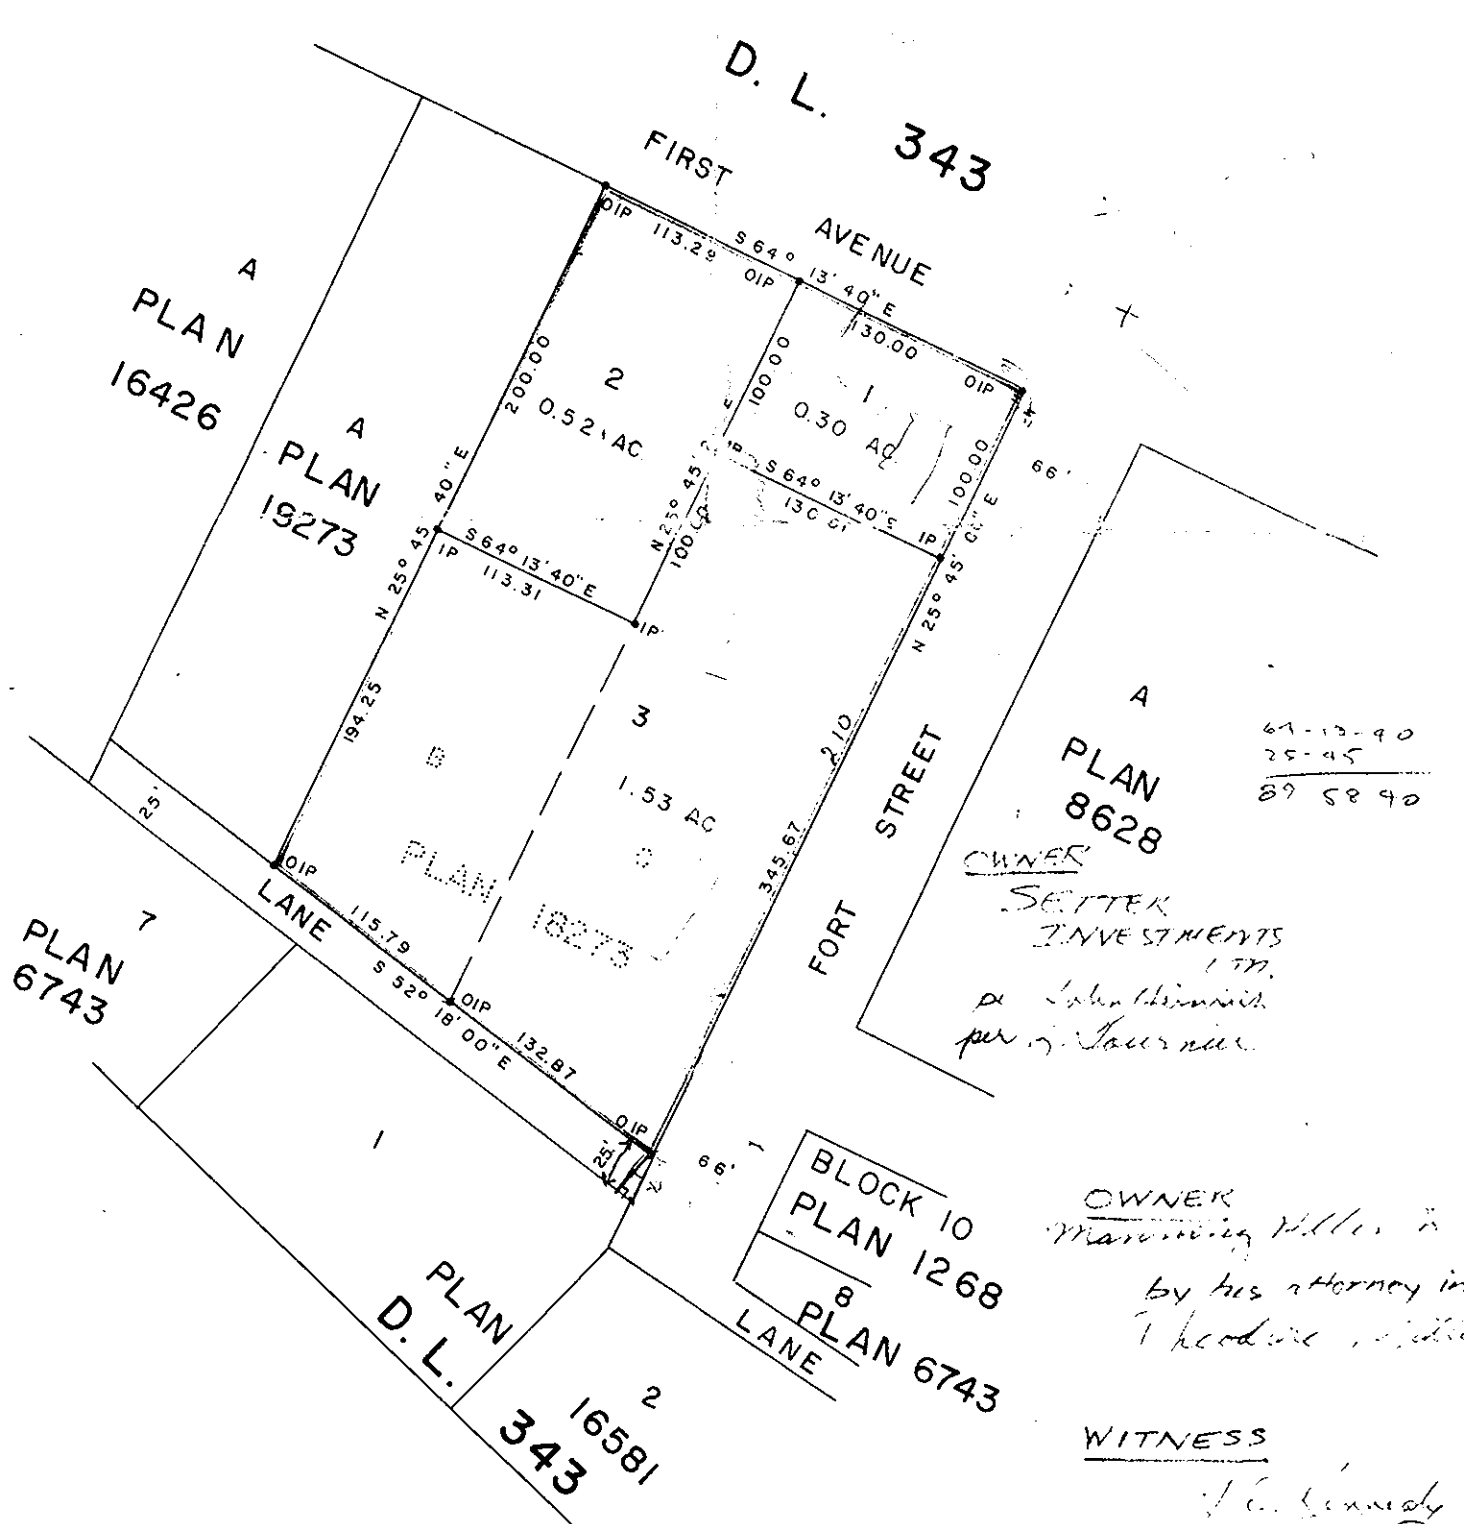 D. L. 343
FIRST AVENUE
OIP
113.29
S 64° 13' 40" E
OIP
130.00
OIP
A
PLAN
16426
A
PLAN
19273
200.00
2
0.52 AC
100.00
1
0.30 AC
100.00
66'
N 25° 45' 40" E
S 64° 13' 40" E
IP
113.31
IP
N 25° 45'
E
100.00
S 64° 13' 40" E
IP
N 25° 45' 00" E
194.25
3
1.53 AC
B
C
PLAN 18273
210
345.67
FORT STREET
A
PLAN
8628
25-45
OWNER
SETTER
INVESTMENTS
LTD.
per
25'
OIP
LANE
115.79
S 52° 18' 00" E
OIP
132.87
OIP
25'
66'
7
PLAN
6743
1
PLAN
2
16581
D. L.
343
BLOCK 10
PLAN 1268
8
PLAN 6743
LANE
OWNER
by his attorney in
WITNESS
Kennedy